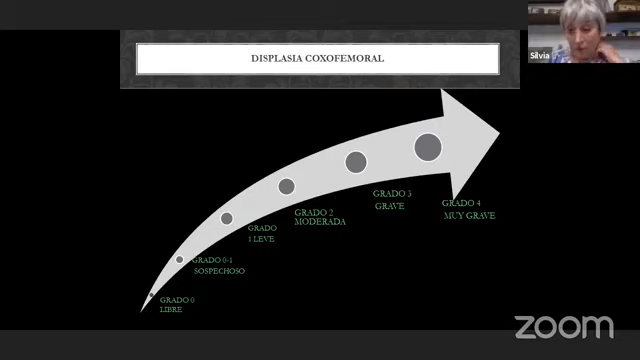 DISPLASIA COXOFEMORAL
Silvia
GRADO 3
GRAVE
GRADO 4
MUY GRAVE
GRADO 2
MODERADA
GRADO
1 LEVE
GRADO 0-1
SOSPECHOSO
GRADO 0
LIBRE
zoom